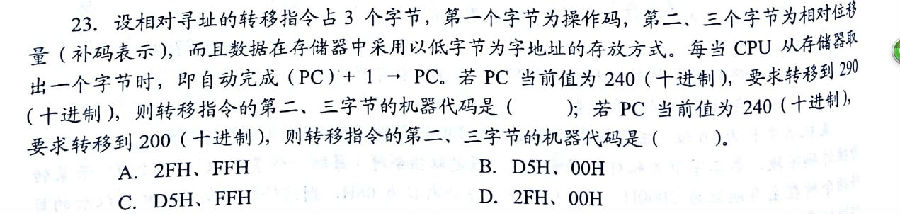 23. 设相对寻址的转移指令占 3 个字节，第一个字节为操作码，第二、三个字节为相对位移
量（补码表示），而且数据在存储器中采用以低字节为字地址的存放方式。每当 CPU 从存储器取
出一个字节时，即自动完成（PC）+ 1 → PC。若 PC 当前值为 240（十进制），要求转移到 290
（十进制），则转移指令的第二、三字节的机器代码是（　　）；若 PC 当前值为 240（十进制），
要求转移到 200（十进制），则转移指令的第二、三字节的机器代码是（　　）。
A. 2FH、FFH B. D5H、00H
C. D5H、FFH D. 2FH、00H